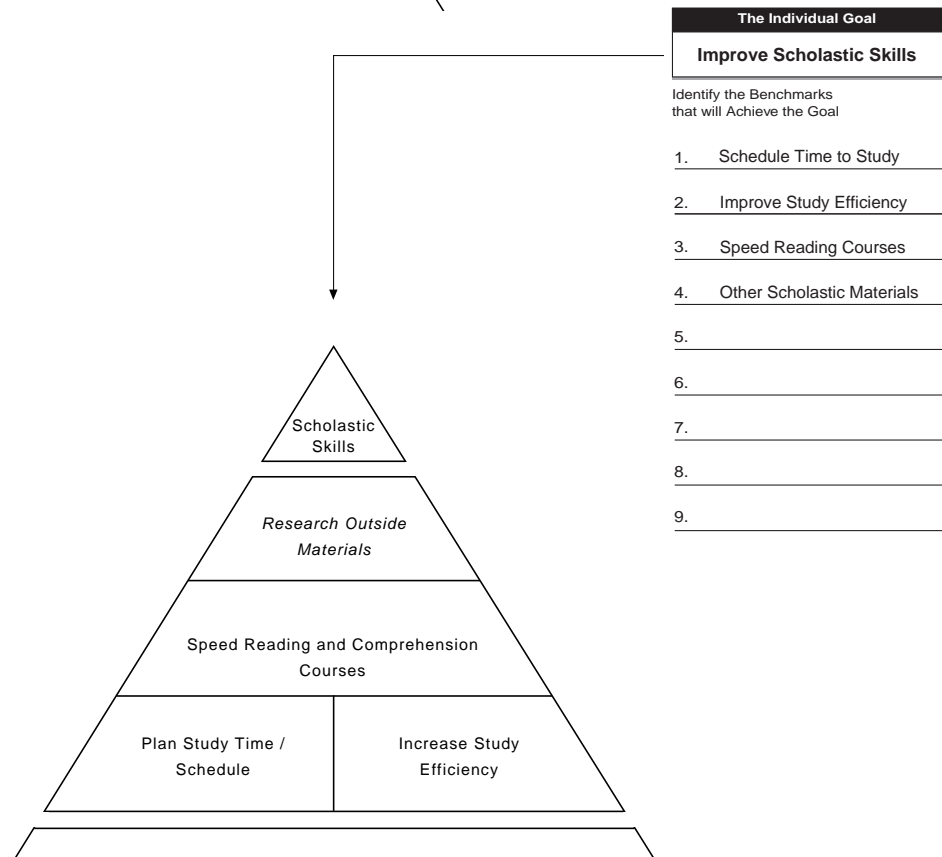 The Individual Goal
Improve Scholastic Skills
Identify the Benchmarks
that will Achieve the Goal
1. Schedule Time to Study
2. Improve Study Efficiency
3. Speed Reading Courses
4. Other Scholastic Materials
5.
6.
7.
8.
9.
Scholastic
Skills
Research Outside
Materials
Speed Reading and Comprehension
Courses
Plan Study Time /
Schedule
Increase Study
Efficiency